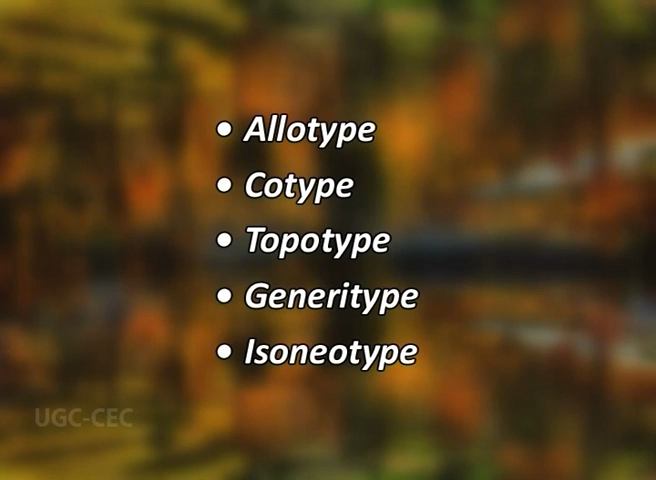 • Allotype
• Cotype
• Topotype
• Generitype
• Isoneotype
UGC-CEC